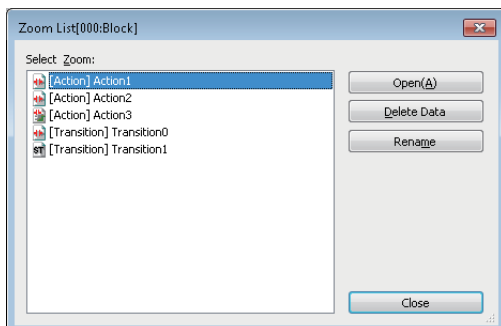 Zoom List[000:Block]
Select Zoom:
[Action] Action1
[Action] Action2
[Action] Action3
[Transition] Transition0
ST [Transition] Transition1
Open(A)
Delete Data
Rename
Close